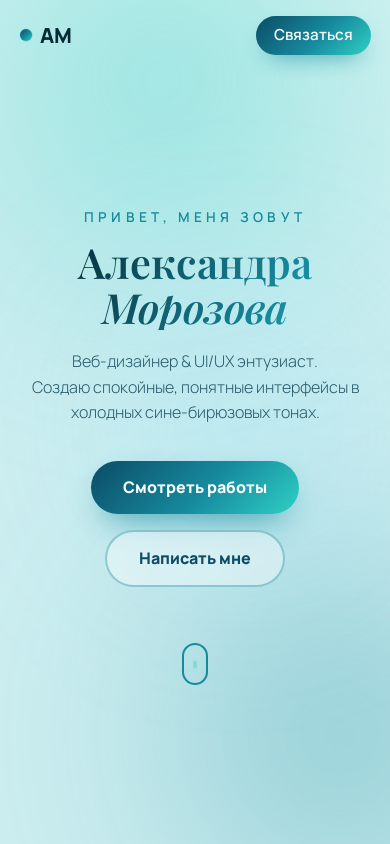 АМ
Связаться
ПРИВЕТ, МЕНЯ ЗОВУТ
Александра
Морозова
Веб-дизайнер & UI/UX энтузиаст.
Создаю спокойные, понятные интерфейсы в
холодных сине-бирюзовых тонах.
Смотреть работы
Написать мне